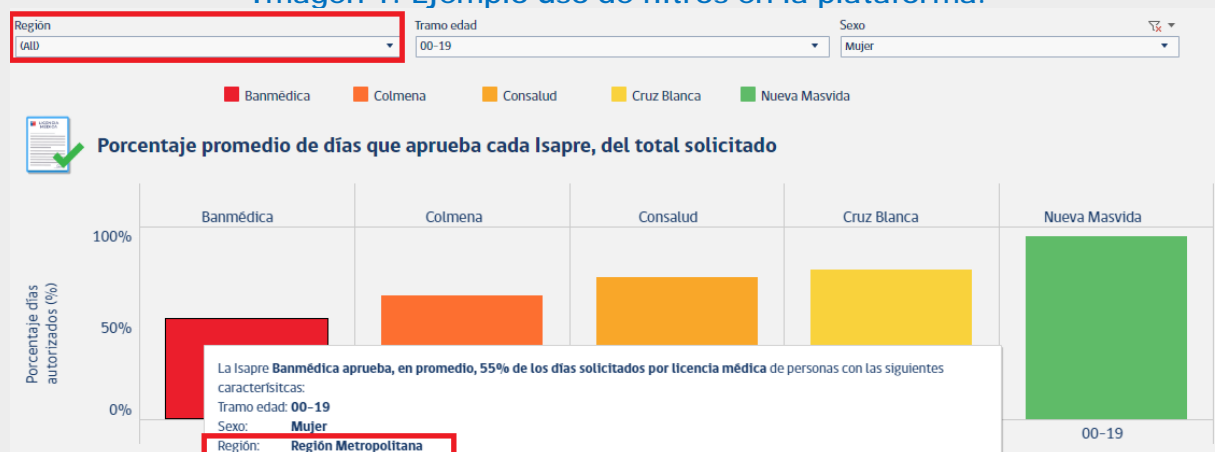 Imagen 1: Ejemplo uso de filtros en la plataforma.
Región
Tramo edad
Sexo
(All)
00-19
Mujer
Banmédica
Colmena
Consalud
Cruz Blanca
Nueva Masvida
LICENCIA
MÉDICA
Porcentaje promedio de días que aprueba cada Isapre, del total solicitado
Banmédica
Colmena
Consalud
Cruz Blanca
Nueva Masvida
100%
50%
0%
Porcentaje días
autorizados (%)
La Isapre Banmédica aprueba, en promedio, 55% de los días solicitados por licencia médica de personas con las siguientes
caracterísitcas:
Tramo edad: 00-19
Sexo: Mujer
Región: Región Metropolitana
00-19